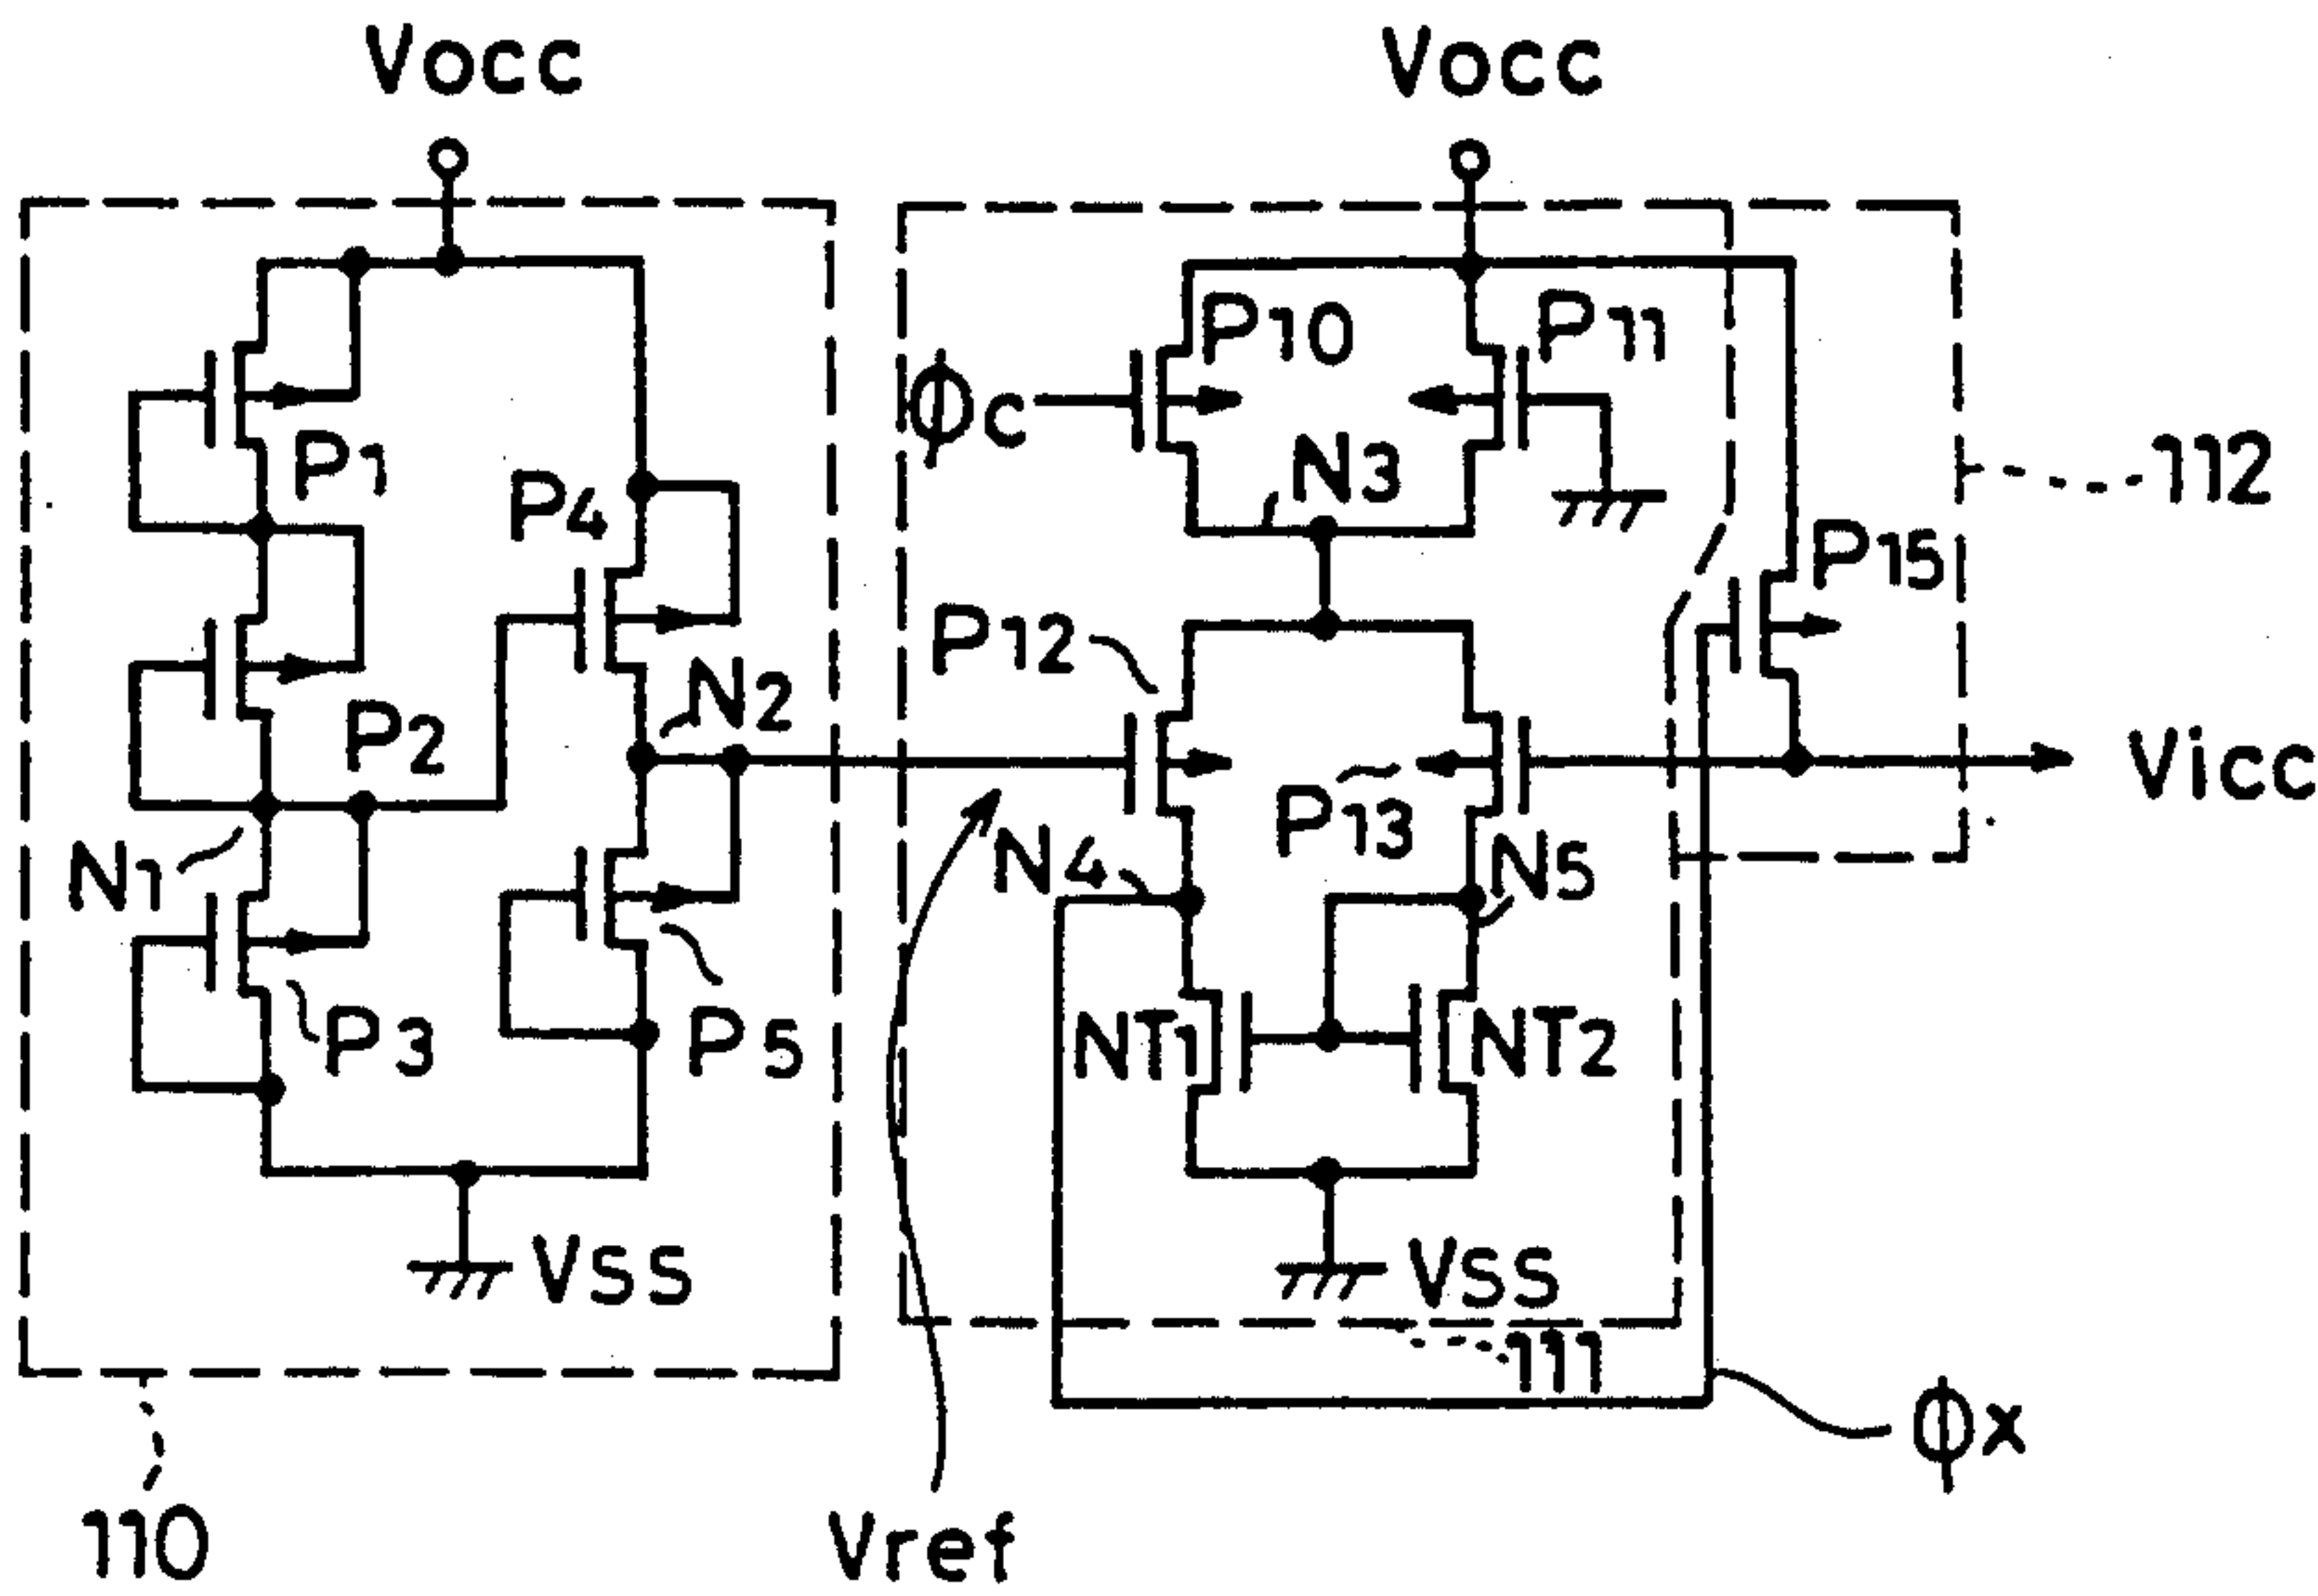 Vocc
Vocc
P10
P11
φc
N3
112
P1
P4
P15
P12
N2
P2
Vicc
P13
N1
N4
N5
P3
P5
NT1
NT2
Vss
Vss
111
φx
110
Vref